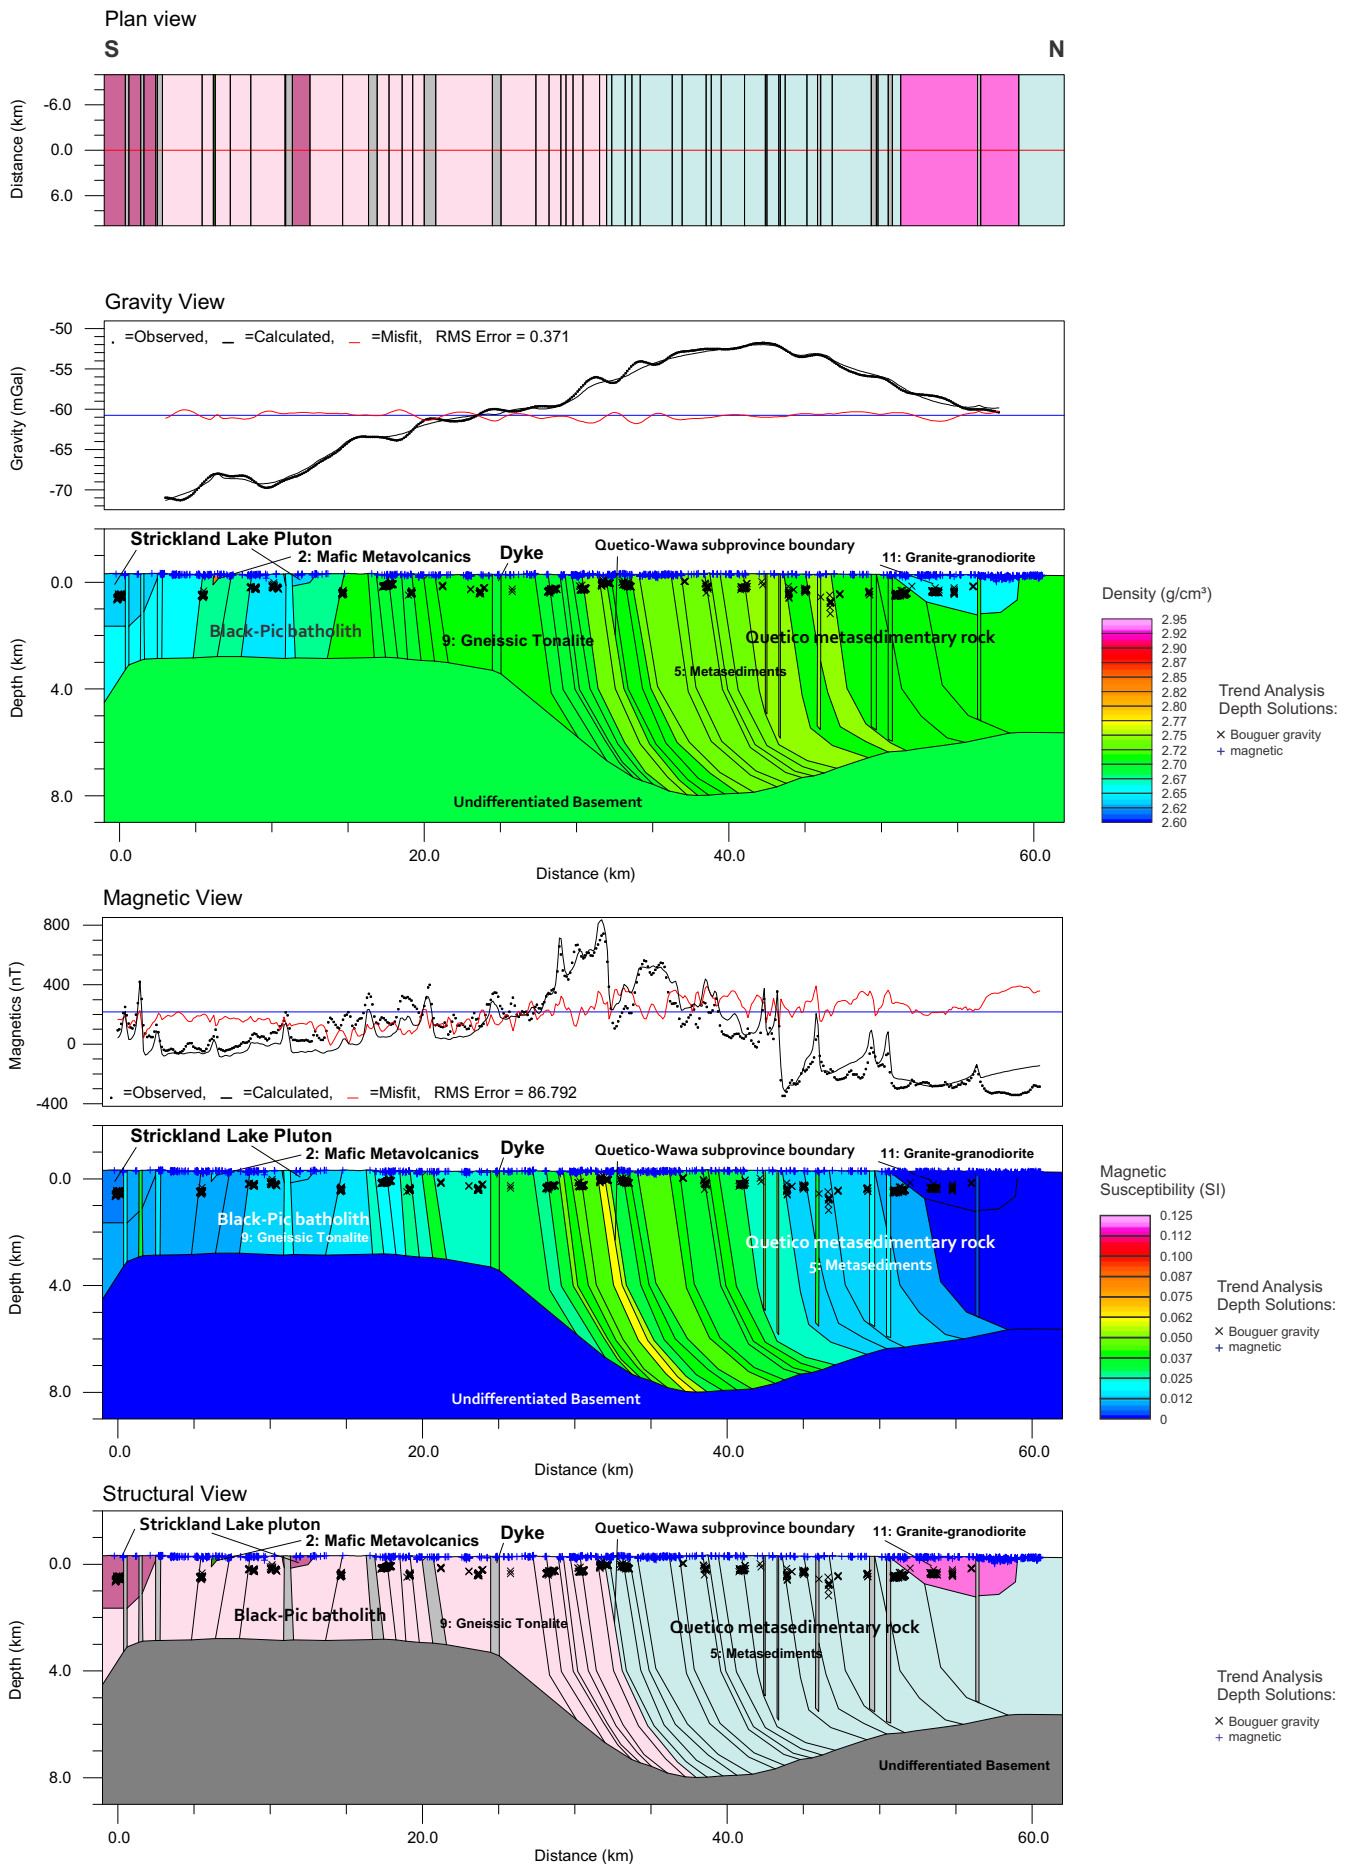 Plan view
S
N
Distance (km)
-6.0
0.0
6.0
Gravity View
Gravity (mGal)
-50
-55
-60
-65
-70
=Observed, =Calculated, =Misfit, RMS Error = 0.371
Strickland Lake Pluton
2: Mafic Metavolcanics
Dyke
Quetico-Wawa subprovince boundary
11: Granite-granodiorite
Depth (km)
0.0
4.0
8.0
Black-Pic batholith
9: Gneissic Tonalite
Quetico metasedimentary rock
5: Metasediments
Undifferentiated Basement
0.0
20.0
40.0
60.0
Distance (km)
Density (g/cm³)
2.95
2.92
2.90
2.87
2.85
2.82
2.80
2.77
2.75
2.72
2.70
2.67
2.65
2.62
2.60
Trend Analysis
Depth Solutions:
× Bouguer gravity
+ magnetic
Magnetic View
Magnetics (nT)
800
400
0
-400
=Observed, =Calculated, =Misfit, RMS Error = 86.792
Strickland Lake Pluton
2: Mafic Metavolcanics
Dyke
Quetico-Wawa subprovince boundary
11: Granite-granodiorite
Depth (km)
0.0
4.0
8.0
Black-Pic batholith
9: Gneissic Tonalite
Quetico metasedimentary rock
5: Metasediments
Undifferentiated Basement
0.0
20.0
40.0
60.0
Distance (km)
Magnetic
Susceptibility (SI)
0.125
0.112
0.100
0.087
0.075
0.062
0.050
0.037
0.025
0.012
0
Trend Analysis
Depth Solutions:
× Bouguer gravity
+ magnetic
Structural View
Strickland Lake pluton
2: Mafic Metavolcanics
Dyke
Quetico-Wawa subprovince boundary
11: Granite-granodiorite
Depth (km)
0.0
4.0
8.0
Black-Pic batholith
9: Gneissic Tonalite
Quetico metasedimentary rock
5: Metasediments
Undifferentiated Basement
0.0
20.0
40.0
60.0
Distance (km)
Trend Analysis
Depth Solutions:
× Bouguer gravity
+ magnetic